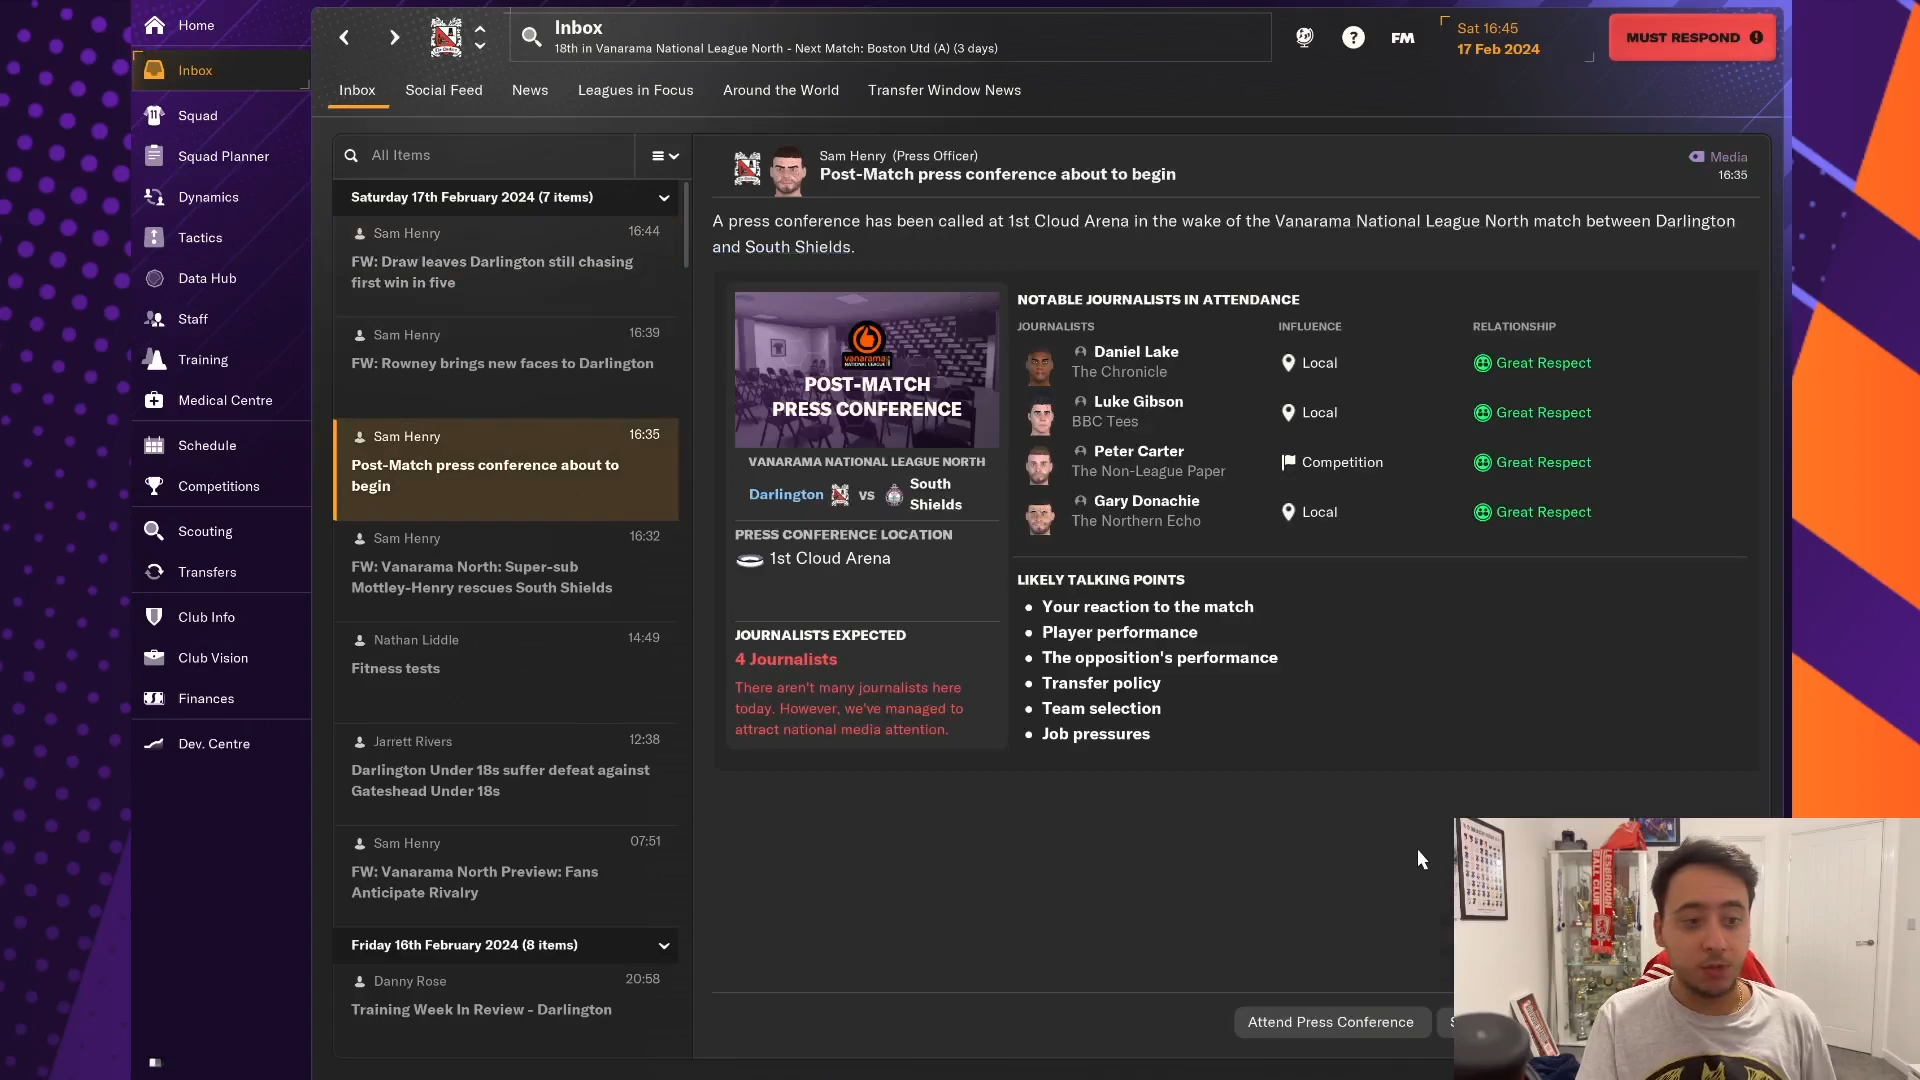 Home
Inbox
Squad
Squad Planner
Dynamics
Tactics
Data Hub
Staff
Training
Medical Centre
Schedule
Competitions
Scouting
Transfers
Club Info
Club Vision
Finances
Dev. Centre
Inbox
18th in Vanarama National League North - Next Match: Boston Utd (A) (3 days)
FM
Sat 16:45
17 Feb 2024
MUST RESPOND
Inbox Social Feed News Leagues in Focus Around the World Transfer Window News
All Items
Saturday 17th February 2024 (7 items)
Sam Henry 16:44
FW: Draw leaves Darlington still chasing
first win in five
Sam Henry 16:39
FW: Rowney brings new faces to Darlington
Sam Henry 16:35
Post-Match press conference about to
begin
Sam Henry 16:32
FW: Vanarama North: Super-sub
Mottley-Henry rescues South Shields
Nathan Liddle 14:49
Fitness tests
Jarrett Rivers 12:38
Darlington Under 18s suffer defeat against
Gateshead Under 18s
Sam Henry 07:51
FW: Vanarama North Preview: Fans
Anticipate Rivalry
Friday 16th February 2024 (8 items)
Danny Rose 20:58
Training Week In Review - Darlington
Sam Henry (Press Officer)
Post-Match press conference about to begin
Media
16:35
A press conference has been called at 1st Cloud Arena in the wake of the Vanarama National League North match between Darlington
and South Shields.
vanarama
NATIONAL LEAGUE
POST-MATCH
PRESS CONFERENCE
VANARAMA NATIONAL LEAGUE NORTH
Darlington vs South
Shields
PRESS CONFERENCE LOCATION
1st Cloud Arena
JOURNALISTS EXPECTED
4 Journalists
There aren't many journalists here
today. However, we've managed to
attract national media attention.
NOTABLE JOURNALISTS IN ATTENDANCE
JOURNALISTS INFLUENCE RELATIONSHIP
Daniel Lake
The Chronicle
Local Great Respect
Luke Gibson
BBC Tees
Local Great Respect
Peter Carter
The Non-League Paper
Competition Great Respect
Gary Donachie
The Northern Echo
Local Great Respect
LIKELY TALKING POINTS
• Your reaction to the match
• Player performance
• The opposition's performance
• Transfer policy
• Team selection
• Job pressures
Attend Press Conference